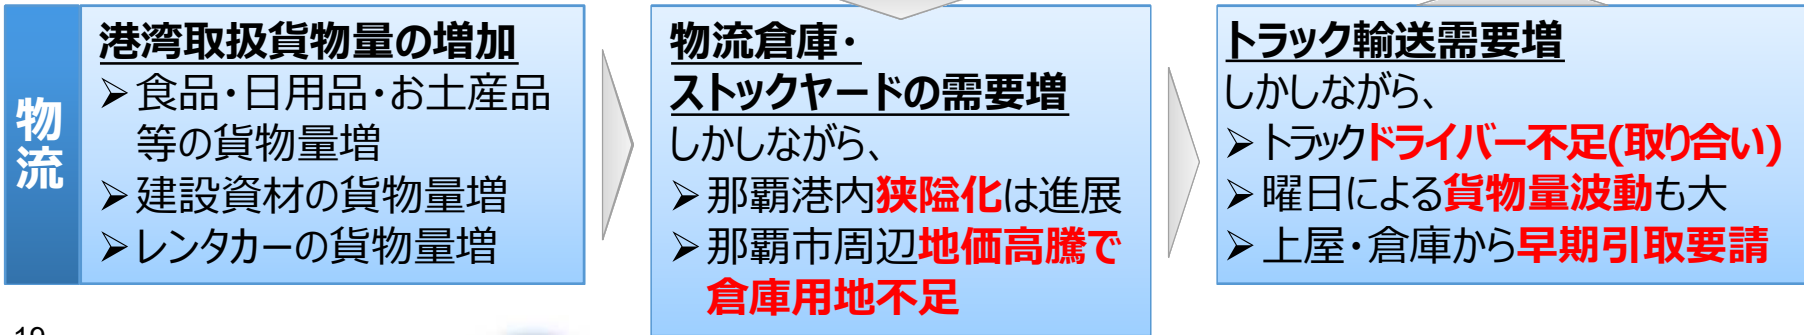 物流
港湾取扱貨物量の増加
➢食品・日用品・お土産品
等の貨物量増
➢建設資材の貨物量増
➢レンタカーの貨物量増
物流倉庫・
ストックヤードの需要増
しかしながら、
➢那覇港内狭隘化は進展
➢那覇市周辺地価高騰で
倉庫用地不足
トラック輸送需要増
しかしながら、
➢トラックドライバー不足(取り合い)
➢曜日による貨物量波動も大
➢上屋・倉庫から早期引取要請